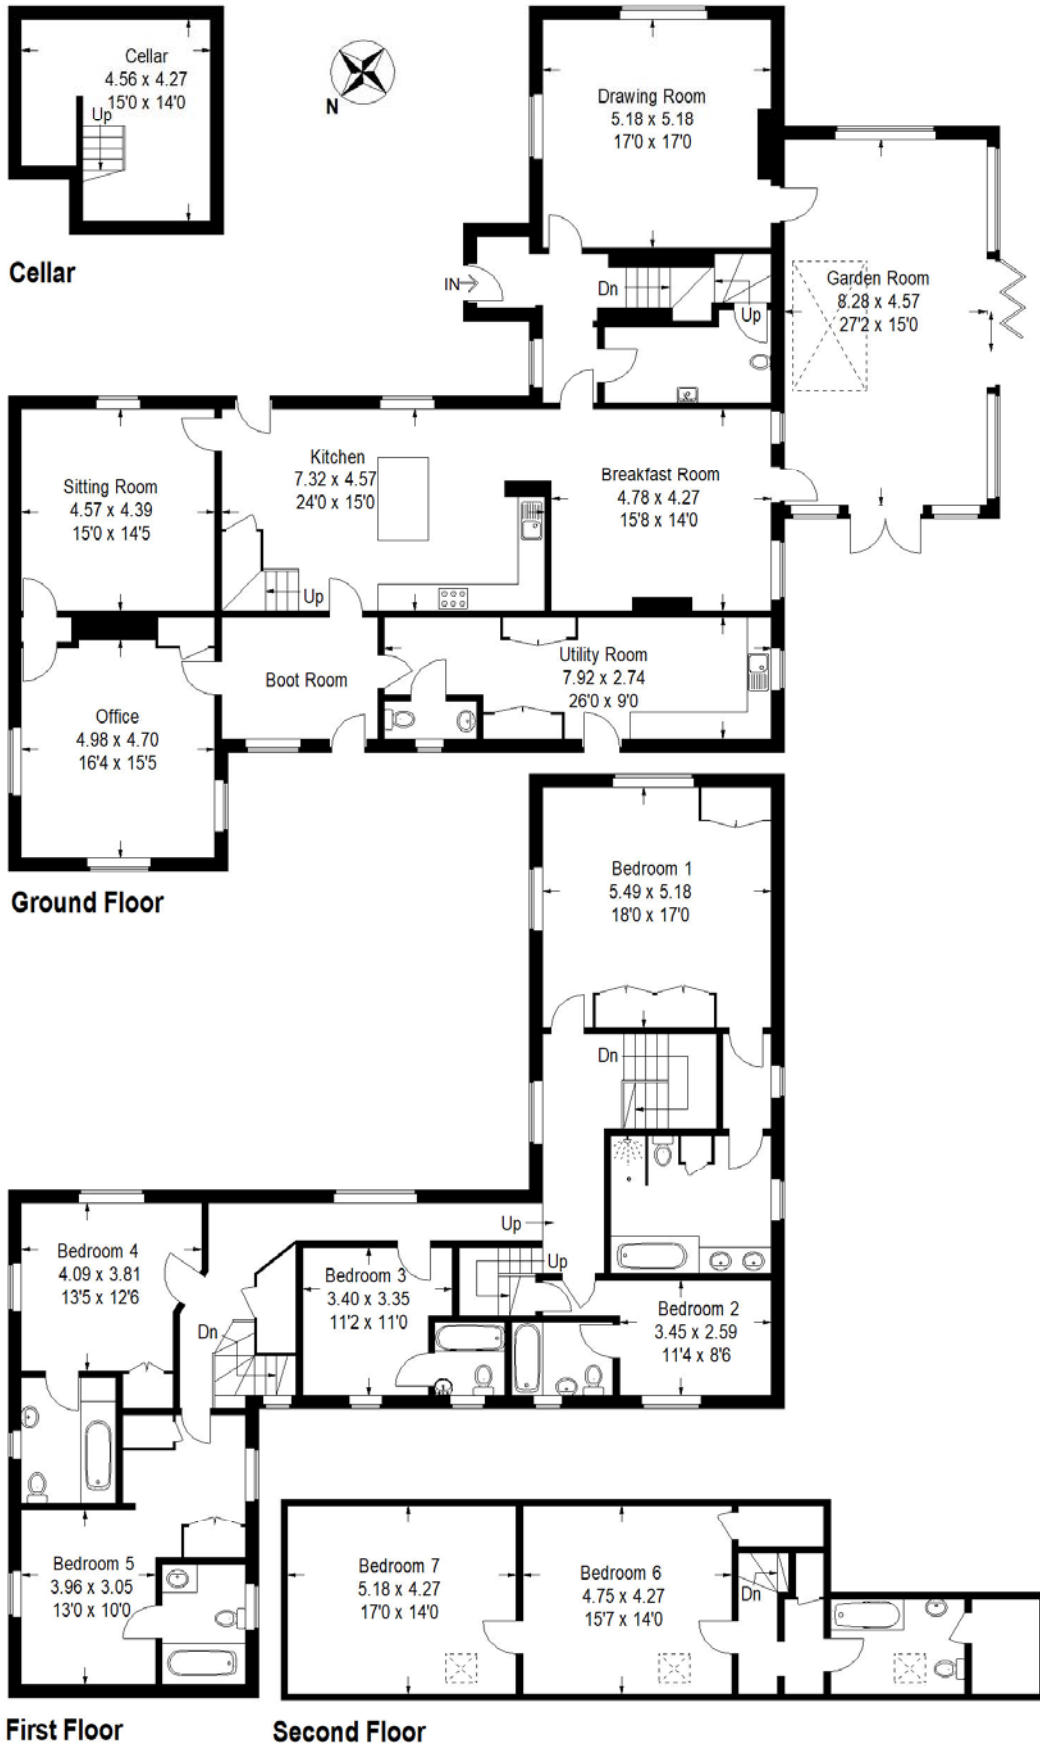 Cellar
4.56 x 4.27
15'0 x 14'0
Up
Cellar
N
Drawing Room
5.18 x 5.18
17'0 x 17'0
IN
Dn
Up
Garden Room
8.28 x 4.57
27'2 x 15'0
Sitting Room
4.57 x 4.39
15'0 x 14'5
Kitchen
7.32 x 4.57
24'0 x 15'0
Up
Breakfast Room
4.78 x 4.27
15'8 x 14'0
Boot Room
Utility Room
7.92 x 2.74
26'0 x 9'0
Office
4.98 x 4.70
16'4 x 15'5
Ground Floor
Bedroom 1
5.49 x 5.18
18'0 x 17'0
Dn
Up
Up
Bedroom 4
4.09 x 3.81
13'5 x 12'6
Dn
Bedroom 3
3.40 x 3.35
11'2 x 11'0
Bedroom 2
3.45 x 2.59
11'4 x 8'6
Bedroom 5
3.96 x 3.05
13'0 x 10'0
First Floor
Bedroom 7
5.18 x 4.27
17'0 x 14'0
Bedroom 6
4.75 x 4.27
15'7 x 14'0
Dn
Second Floor